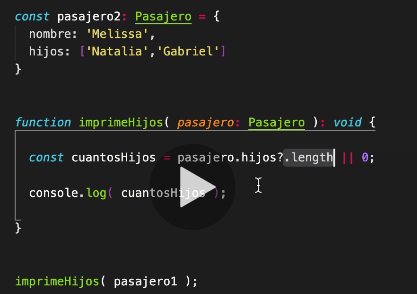 const pasajero2: Pasajero = {
nombre: 'Melissa',
hijos: ['Natalia','Gabriel']
}
function imprimeHijos( pasajero: Pasajero ): void {
const cuantosHijos = pasajero.hijos?.length || 0;
console.log( cuantosHijos );
}
imprimeHijos( pasajero1 );